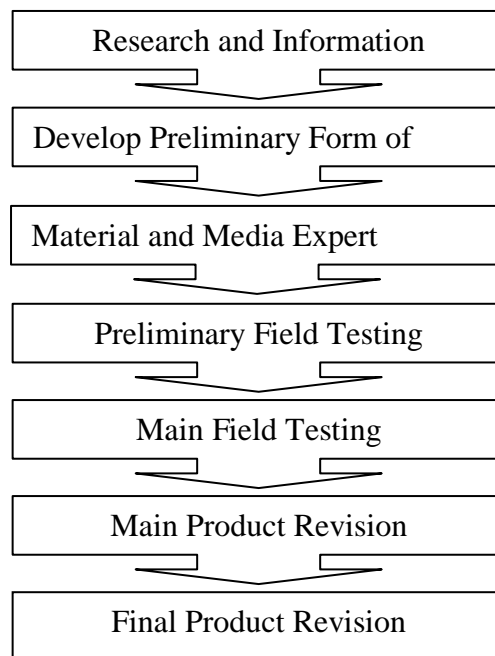 Research and Information
Develop Preliminary Form of
Material and Media Expert
Preliminary Field Testing
Main Field Testing
Main Product Revision
Final Product Revision